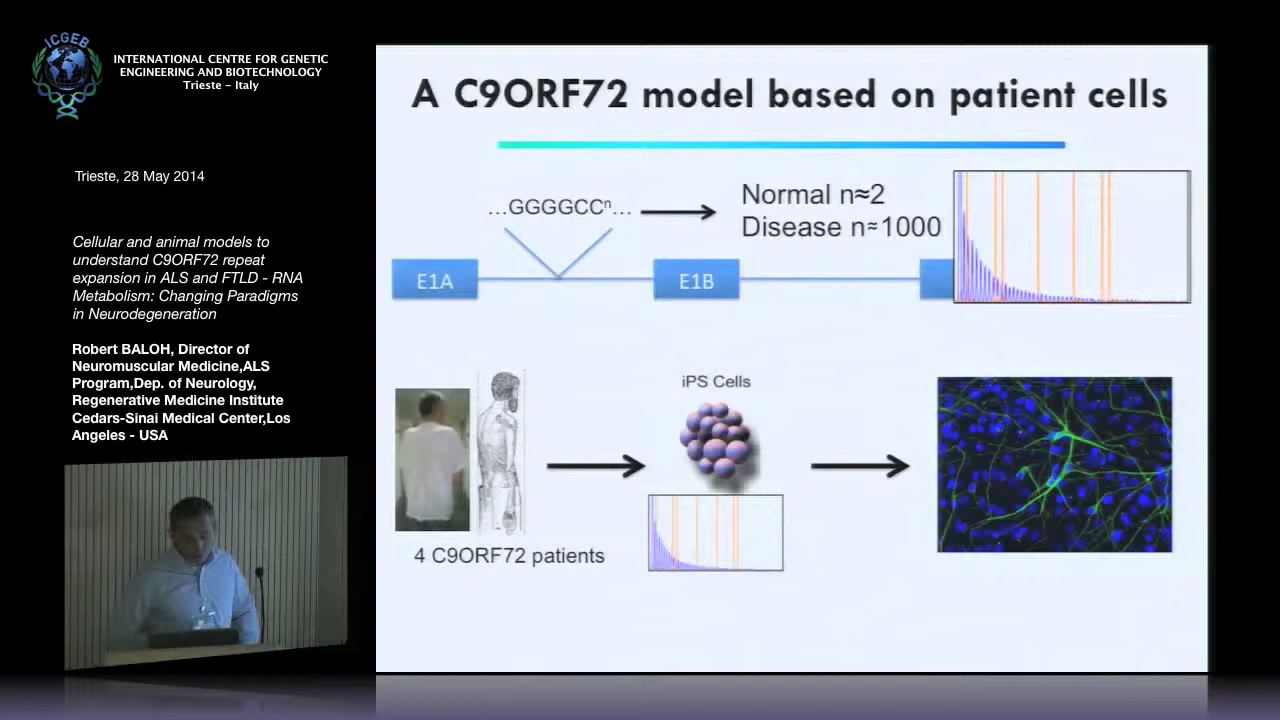 ICGEB
INTERNATIONAL CENTRE FOR GENETIC
ENGINEERING AND BIOTECHNOLOGY
Trieste – Italy
Trieste, 28 May 2014
Cellular and animal models to
understand C9ORF72 repeat
expansion in ALS and FTLD - RNA
Metabolism: Changing Paradigms
in Neurodegeneration
Robert BALOH, Director of
Neuromuscular Medicine,ALS
Program,Dep. of Neurology,
Regenerative Medicine Institute
Cedars-Sinai Medical Center,Los
Angeles - USA
A C9ORF72 model based on patient cells
…GGGGCCⁿ…
Normal n≈2
Disease n≈1000
E1A
E1B
iPS Cells
4 C9ORF72 patients